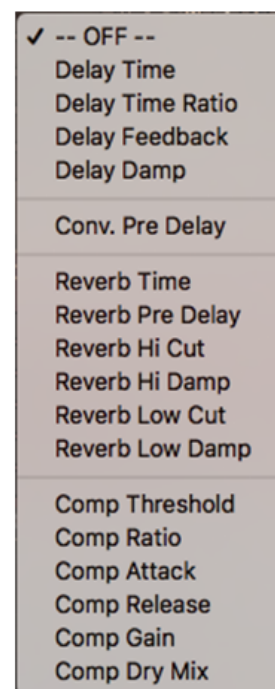 ✓ -- OFF --
Delay Time
Delay Time Ratio
Delay Feedback
Delay Damp
Conv. Pre Delay
Reverb Time
Reverb Pre Delay
Reverb Hi Cut
Reverb Hi Damp
Reverb Low Cut
Reverb Low Damp
Comp Threshold
Comp Ratio
Comp Attack
Comp Release
Comp Gain
Comp Dry Mix